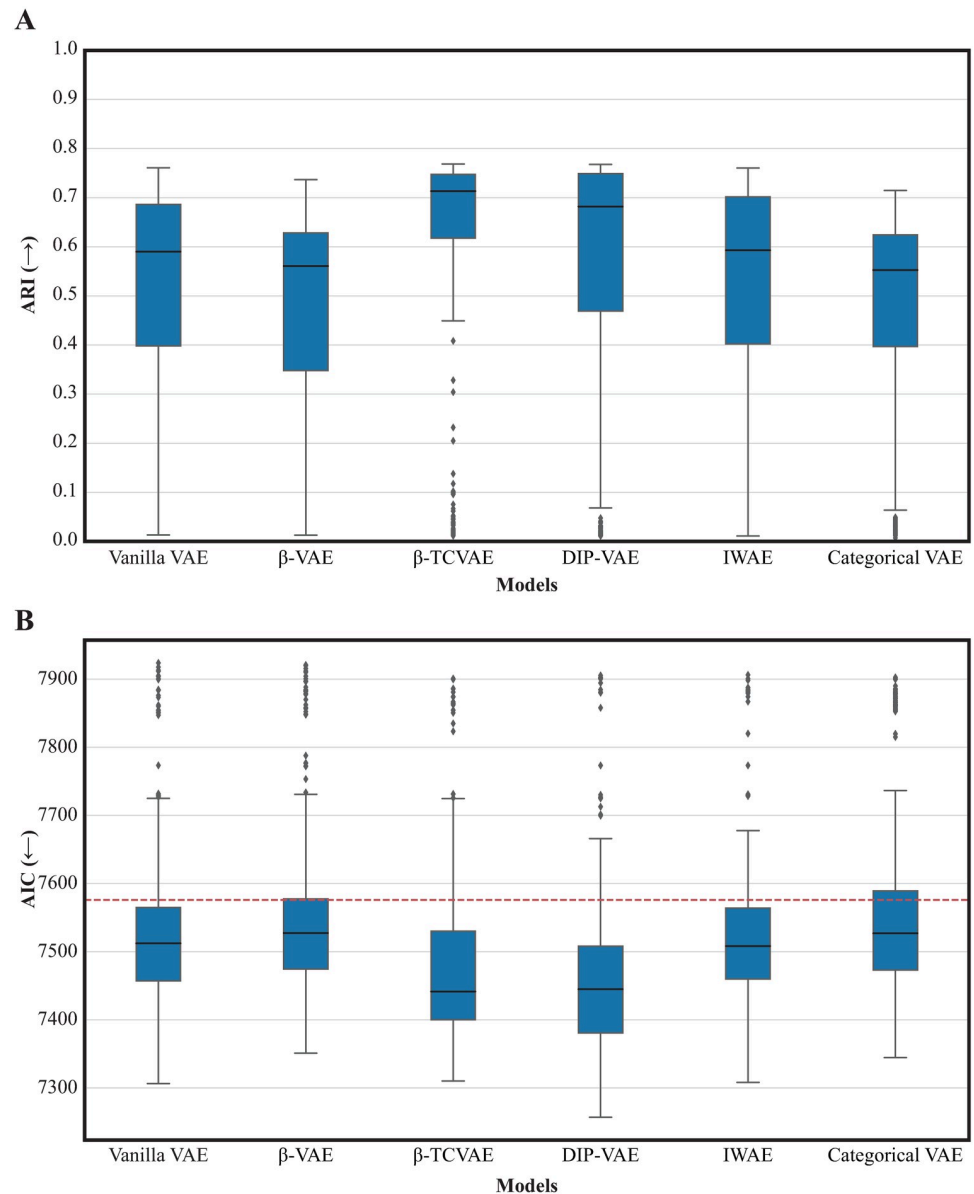 A
1.0
0.9
0.8
0.7
0.6
0.5
0.4
0.3
0.2
0.1
0.0
ARI (→)
Vanilla VAE β-VAE β-TCVAE DIP-VAE IWAE Categorical VAE
Models
B
7900
7800
7700
7600
7500
7400
7300
AIC (←)
Vanilla VAE β-VAE β-TCVAE DIP-VAE IWAE Categorical VAE
Models